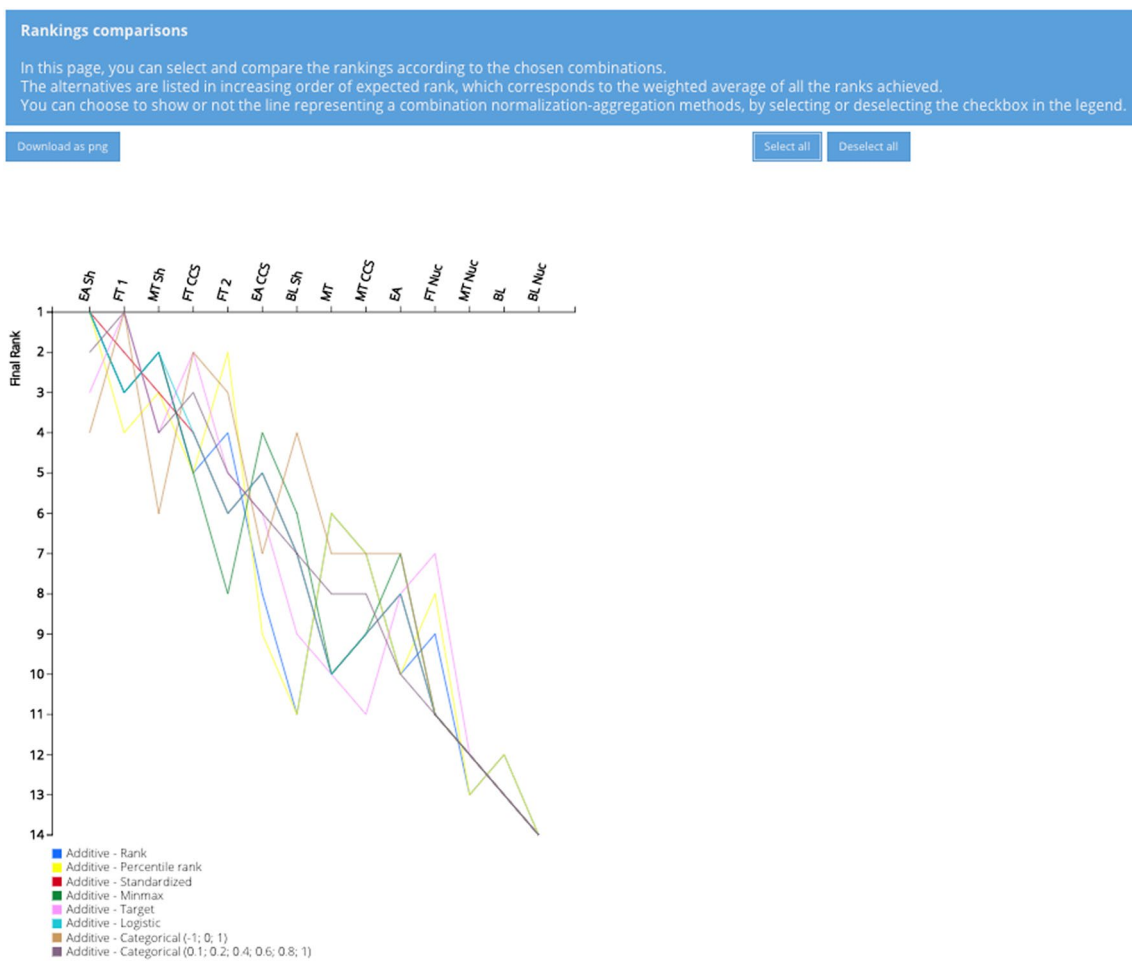 Rankings comparisons
In this page, you can select and compare the rankings according to the chosen combinations.
The alternatives are listed in increasing order of expected rank, which corresponds to the weighted average of all the ranks achieved.
You can choose to show or not the line representing a combination normalization-aggregation methods, by selecting or deselecting the checkbox in the legend.
Download as png
Select all
Deselect all
EA Sh
FT 1
MT Sh
FT CCS
FT 2
EA CCS
BL Sh
MT
MT CCS
EA
FT Nuc
MT Nuc
BL
BL Nuc
Final Rank
1
2
3
4
5
6
7
8
9
10
11
12
13
14
Additive - Rank
Additive - Percentile rank
Additive - Standardized
Additive - Minmax
Additive - Target
Additive - Logistic
Additive - Categorical (-1; 0; 1)
Additive - Categorical (0.1; 0.2; 0.4; 0.6; 0.8; 1)